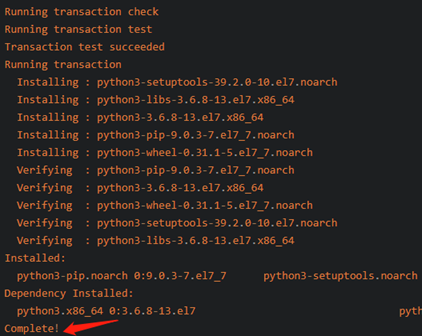 Running transaction check
Running transaction test
Transaction test succeeded
Running transaction
  Installing : python3-setuptools-39.2.0-10.el7.noarch
  Installing : python3-libs-3.6.8-13.el7.x86_64
  Installing : python3-3.6.8-13.el7.x86_64
  Installing : python3-pip-9.0.3-7.el7_7.noarch
  Installing : python3-wheel-0.31.1-5.el7_7.noarch
  Verifying  : python3-pip-9.0.3-7.el7_7.noarch
  Verifying  : python3-3.6.8-13.el7.x86_64
  Verifying  : python3-wheel-0.31.1-5.el7_7.noarch
  Verifying  : python3-setuptools-39.2.0-10.el7.noarch
  Verifying  : python3-libs-3.6.8-13.el7.x86_64
Installed:
  python3-pip.noarch 0:9.0.3-7.el7_7      python3-setuptools.noarch
Dependency Installed:
  python3.x86_64 0:3.6.8-13.el7                                 pyth
Complete!